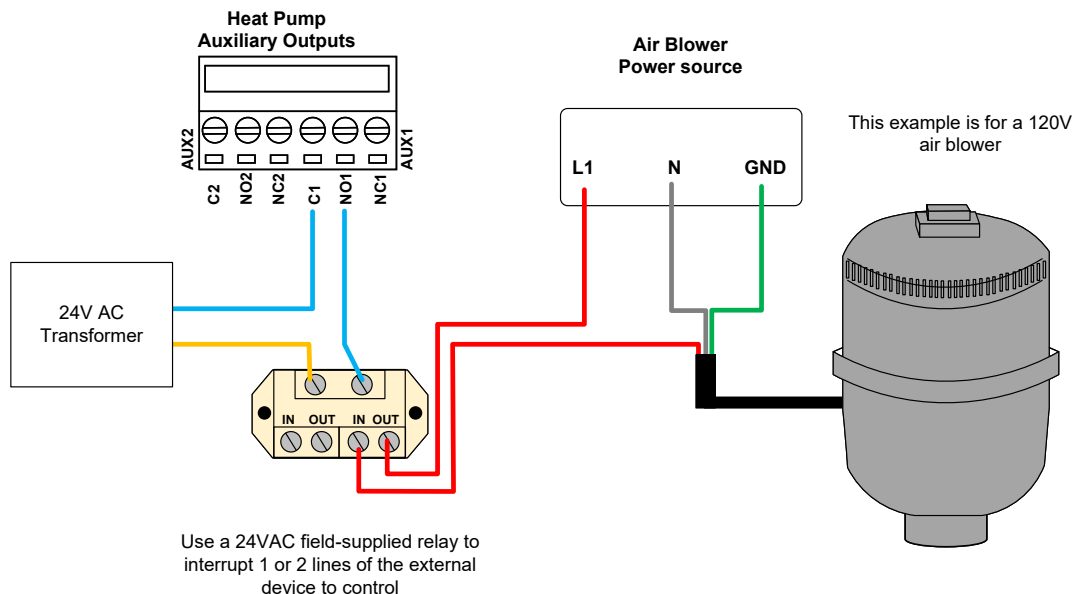 Heat Pump
Auxiliary Outputs
AUX2
AUX1
C2
NO2
NC2
C1
NO1
NC1
Air Blower
Power source
L1
N
GND
This example is for a 120V
air blower
24V AC
Transformer
IN
OUT
IN
OUT
Use a 24VAC field-supplied relay to
interrupt 1 or 2 lines of the external
device to control